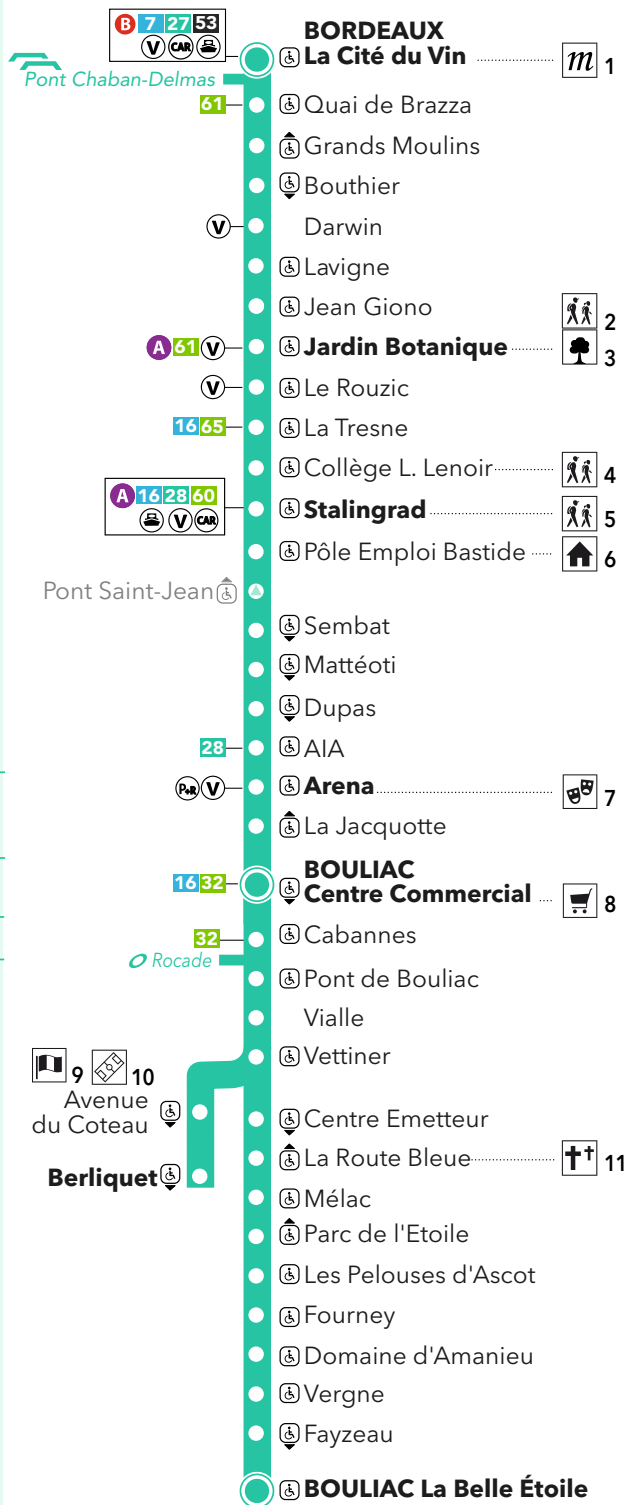 B 7 27 53
V CAR
BORDEAUX
La Cité du Vin m 1
Pont Chaban-Delmas
61 Quai de Brazza
Grands Moulins
Bouthier
V Darwin
Lavigne
Jean Giono 2
A 61 V Jardin Botanique 3
V Le Rouzic
16 65 La Tresne
Collège L. Lenoir 4
A 16 28 60
V CAR
Stalingrad 5
Pôle Emploi Bastide 6
Pont Saint-Jean
Sembat
Mattéoti
Dupas
28 AIA
P+R V Arena 7
La Jacquotte
BOULIAC
16 32 Centre Commercial 8
32 Cabannes
Rocade
Pont de Bouliac
Vialle
Vettiner
9 10
Avenue
du Coteau
Centre Emetteur
La Route Bleue 11
Berliquet
Mélac
Parc de l'Etoile
Les Pelouses d'Ascot
Fourney
Domaine d'Amanieu
Vergne
Fayzeau
BOULIAC La Belle Étoile